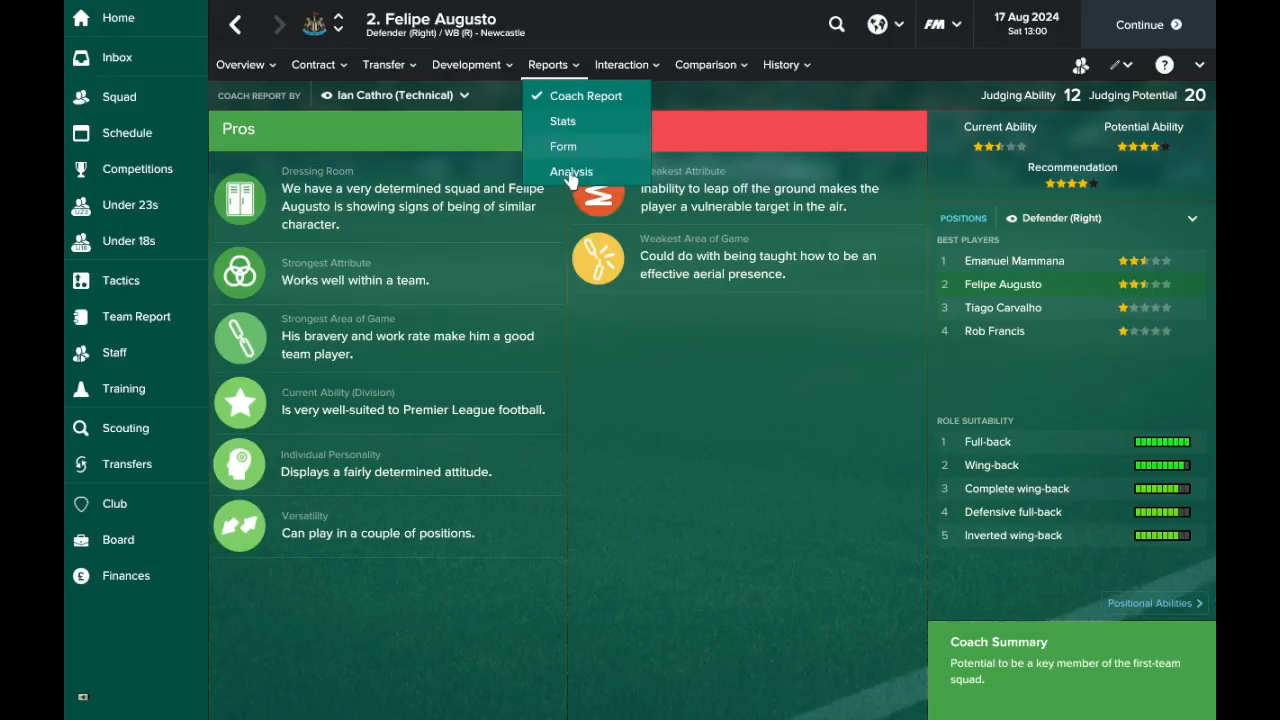 Home
Inbox
Squad
Schedule
Competitions
U23
Under 23s
U18
Under 18s
Tactics
Team Report
Staff
Training
Scouting
Transfers
Club
Board
Finances
2. Felipe Augusto
Defender (Right) / WB (R) - Newcastle
FM
17 Aug 2024
Sat 13:00
Continue
Overview
Contract
Transfer
Development
Reports
Interaction
Comparison
History
?
COACH REPORT BY
Ian Cathro (Technical)
Coach Report
Stats
Form
Analysis
Judging Ability 12 Judging Potential 20
Pros
Dressing Room
We have a very determined squad and Felipe
Augusto is showing signs of being of similar
character.
Strongest Attribute
Works well within a team.
Strongest Area of Game
His bravery and work rate make him a good
team player.
Current Ability (Division)
Is very well-suited to Premier League football.
Individual Personality
Displays a fairly determined attitude.
Versatility
Can play in a couple of positions.
Attribute
Inability to leap off the ground makes the
player a vulnerable target in the air.
Weakest Area of Game
Could do with being taught how to be an
effective aerial presence.
Current Ability
Potential Ability
Recommendation
POSITIONS
Defender (Right)
BEST PLAYERS
1 Emanuel Mammana
2 Felipe Augusto
3 Tiago Carvalho
4 Rob Francis
ROLE SUITABILITY
1 Full-back
2 Wing-back
3 Complete wing-back
4 Defensive full-back
5 Inverted wing-back
Positional Abilities
Coach Summary
Potential to be a key member of the first-team
squad.